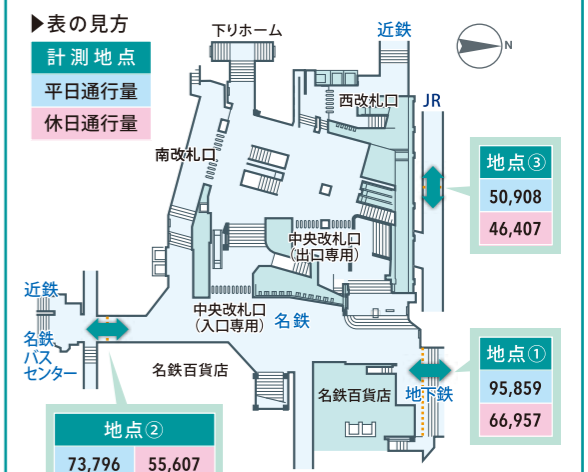 ▶表の見方
計測地点
平日通行量
休日通行量
下りホーム
近鉄
N
西改札口
JR
南改札口
地点③
50,908
46,407
中央改札口
（出口専用）
中央改札口
（入口専用）
名鉄
近鉄
名鉄
バス
センター
名鉄百貨店
名鉄百貨店
地下鉄
地点①
95,859
66,957
地点②
73,796 55,607